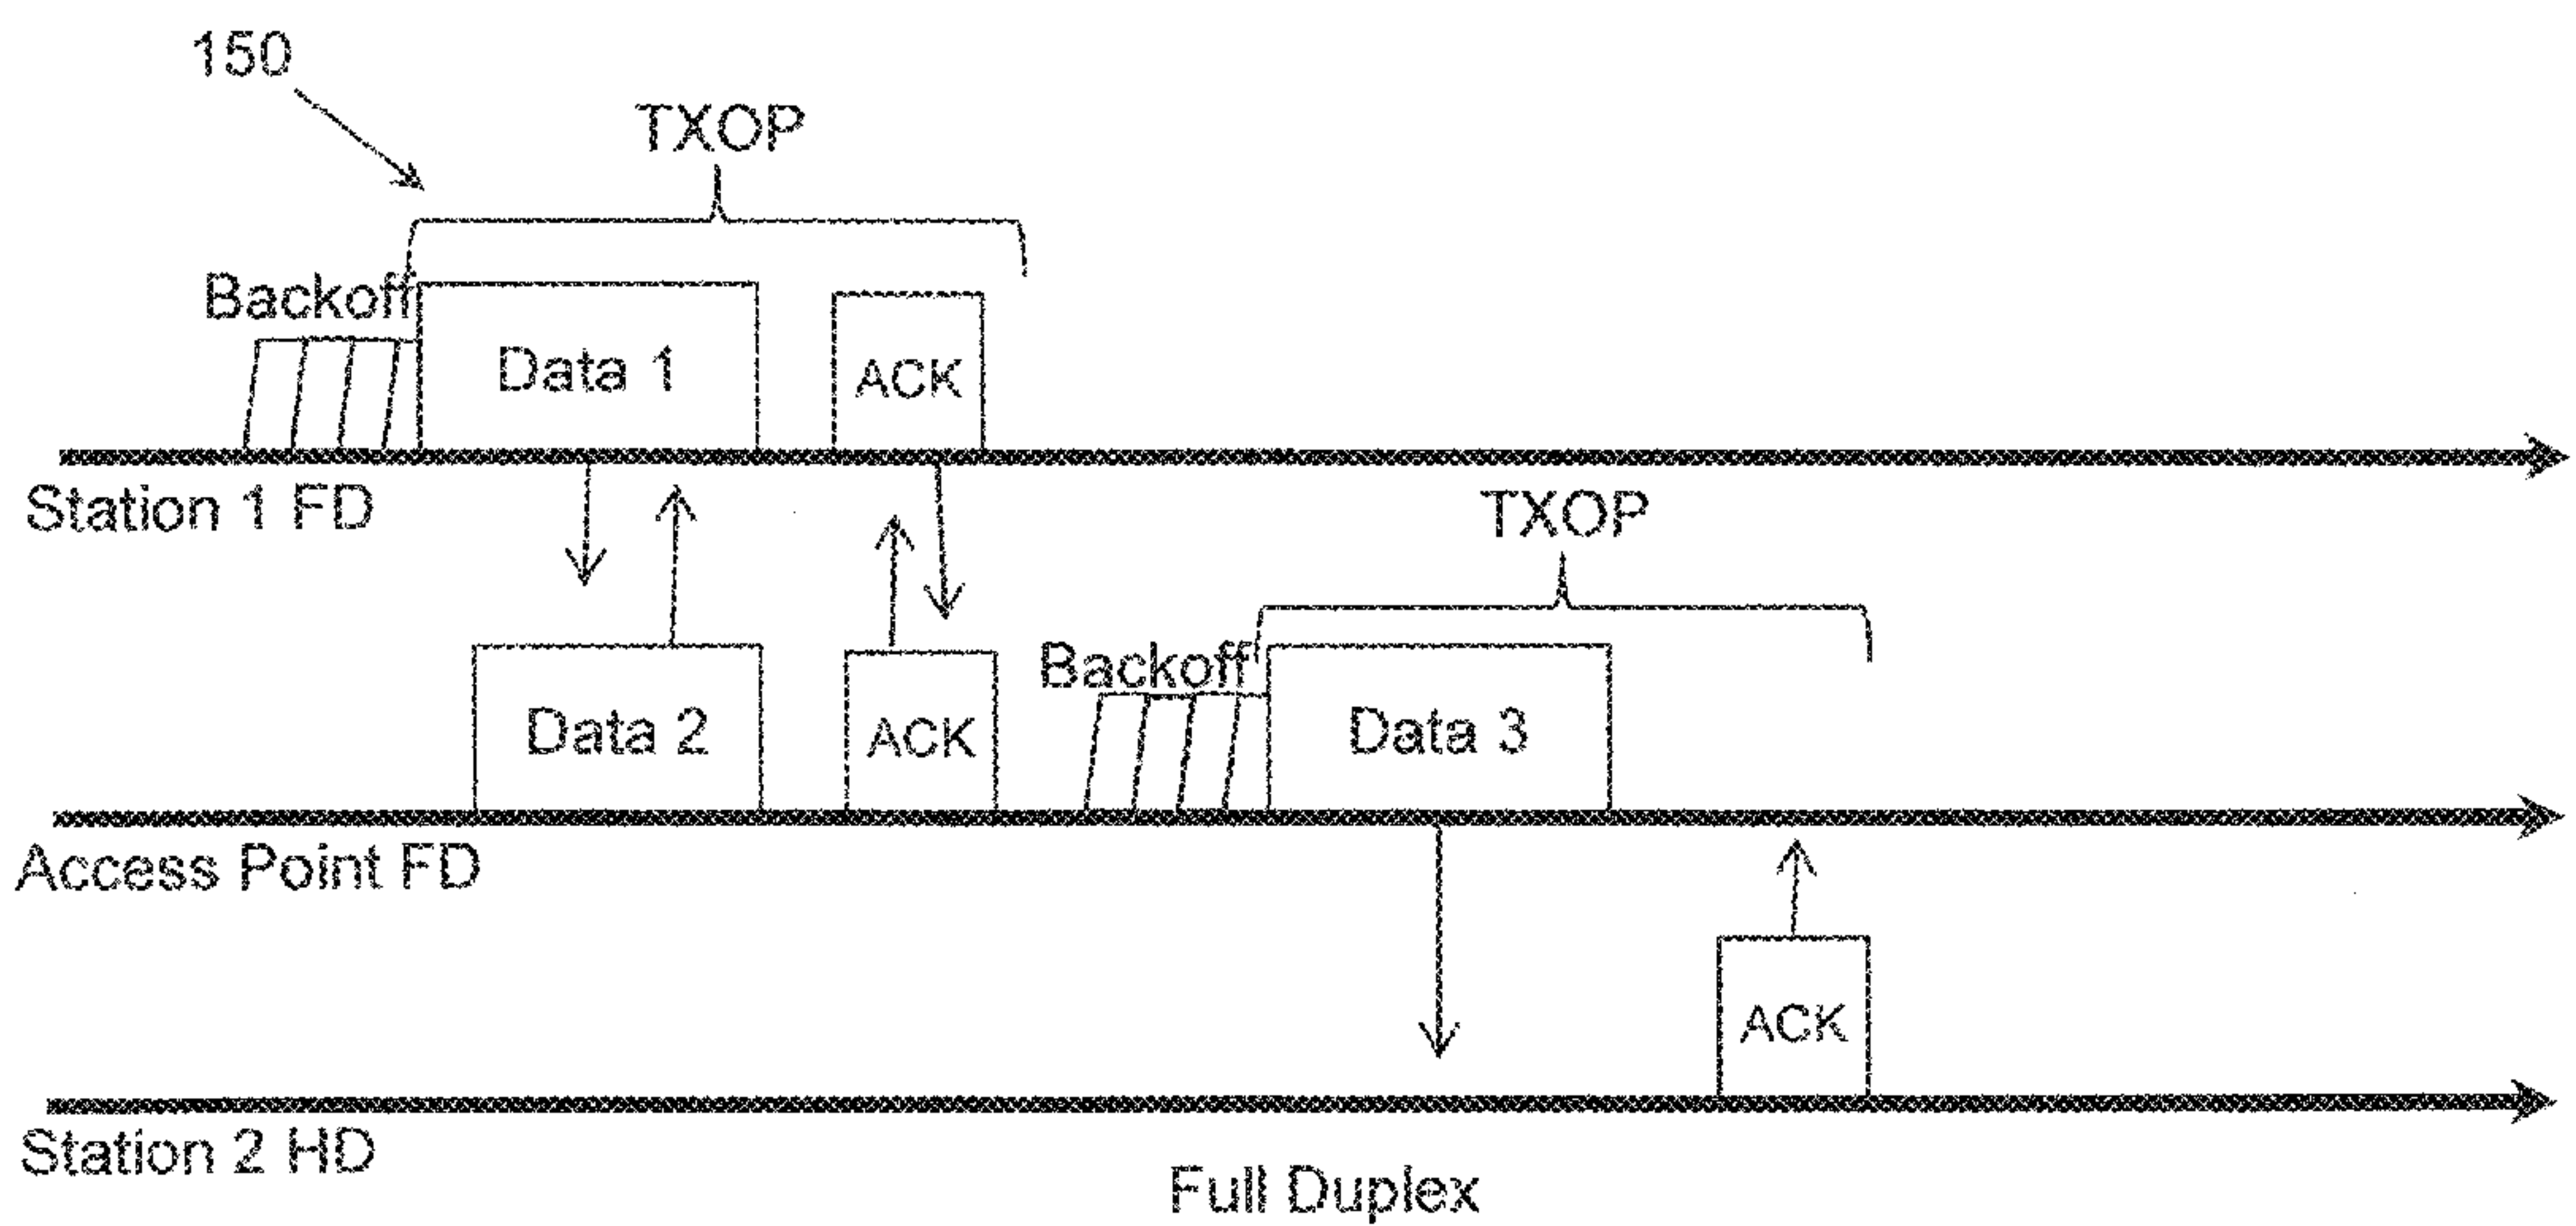 150
TXOP
Backoff
Data 1
ACK
Station 1 FD
TXOP
Backoff
Data 2
ACK
Data 3
Access Point FD
ACK
Station 2 HD
Full Duplex